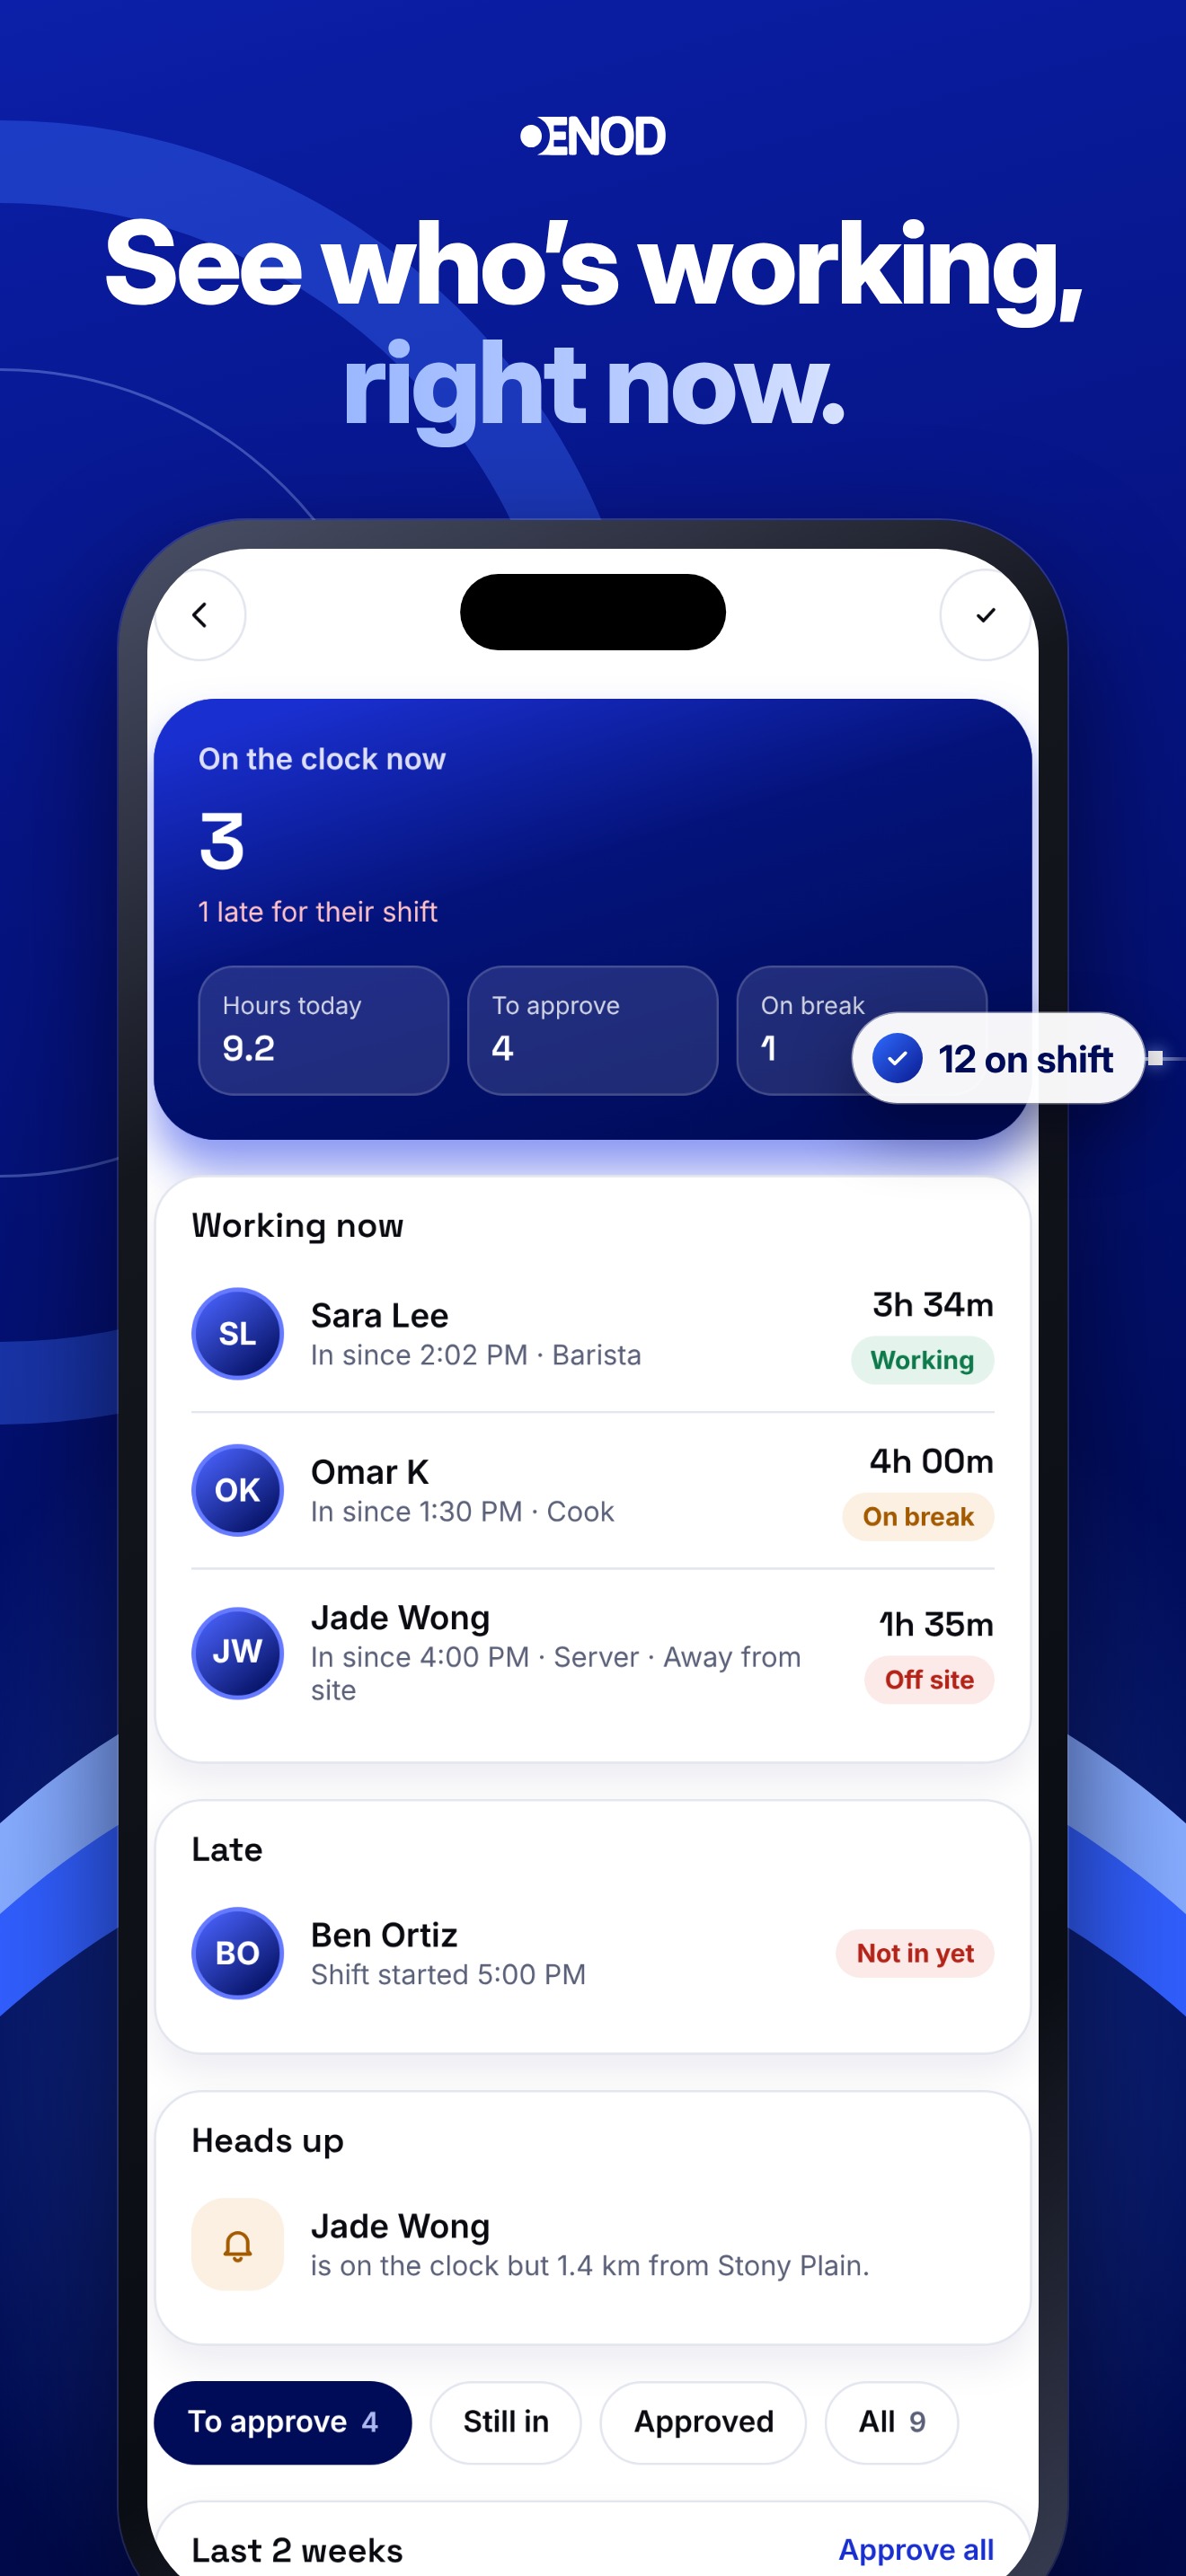 ENOD
See who's working,
right now.
On the clock now
3
1 late for their shift
Hours today
9.2
To approve
4
On break
1
12 on shift
Working now
SL
Sara Lee
In since 2:02 PM · Barista
3h 34m
Working
OK
Omar K
In since 1:30 PM · Cook
4h 00m
On break
JW
Jade Wong
In since 4:00 PM · Server · Away from
site
1h 35m
Off site
Late
BO
Ben Ortiz
Shift started 5:00 PM
Not in yet
Heads up
Jade Wong
is on the clock but 1.4 km from Stony Plain.
To approve 4
Still in
Approved
All 9
Last 2 weeks
Approve all